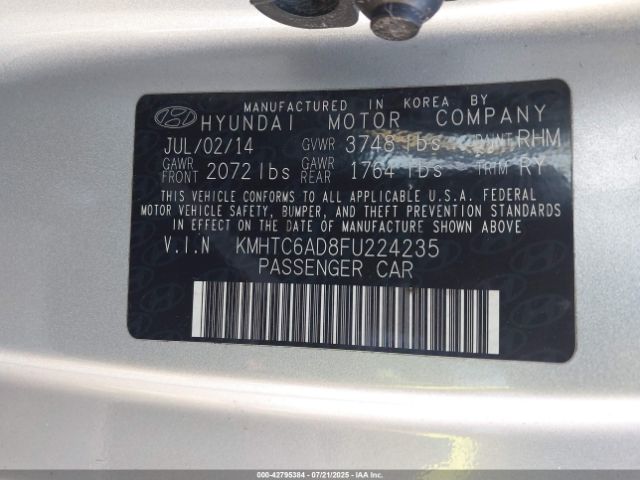 MANUFACTURED IN KOREA BY
HYUNDAI MOTOR COMPANY
JUL/02/14 GVWR 3748 lbs PAINT RHM
GAWR FRONT 2072 lbs GAWR REAR 1764 lbs TRIM RY
THIS VEHICLE CONFORMS TO ALL APPLICABLE U.S.A. FEDERAL
MOTOR VEHICLE SAFETY, BUMPER, AND THEFT PREVENTION STANDARDS
IN EFFECT ON THE DATE OF MANUFACTURE SHOWN ABOVE
V.I.N KMHTC6AD8FU224235
PASSENGER CAR
000-42795384 - 07/21/2025 - IAAI, Inc.